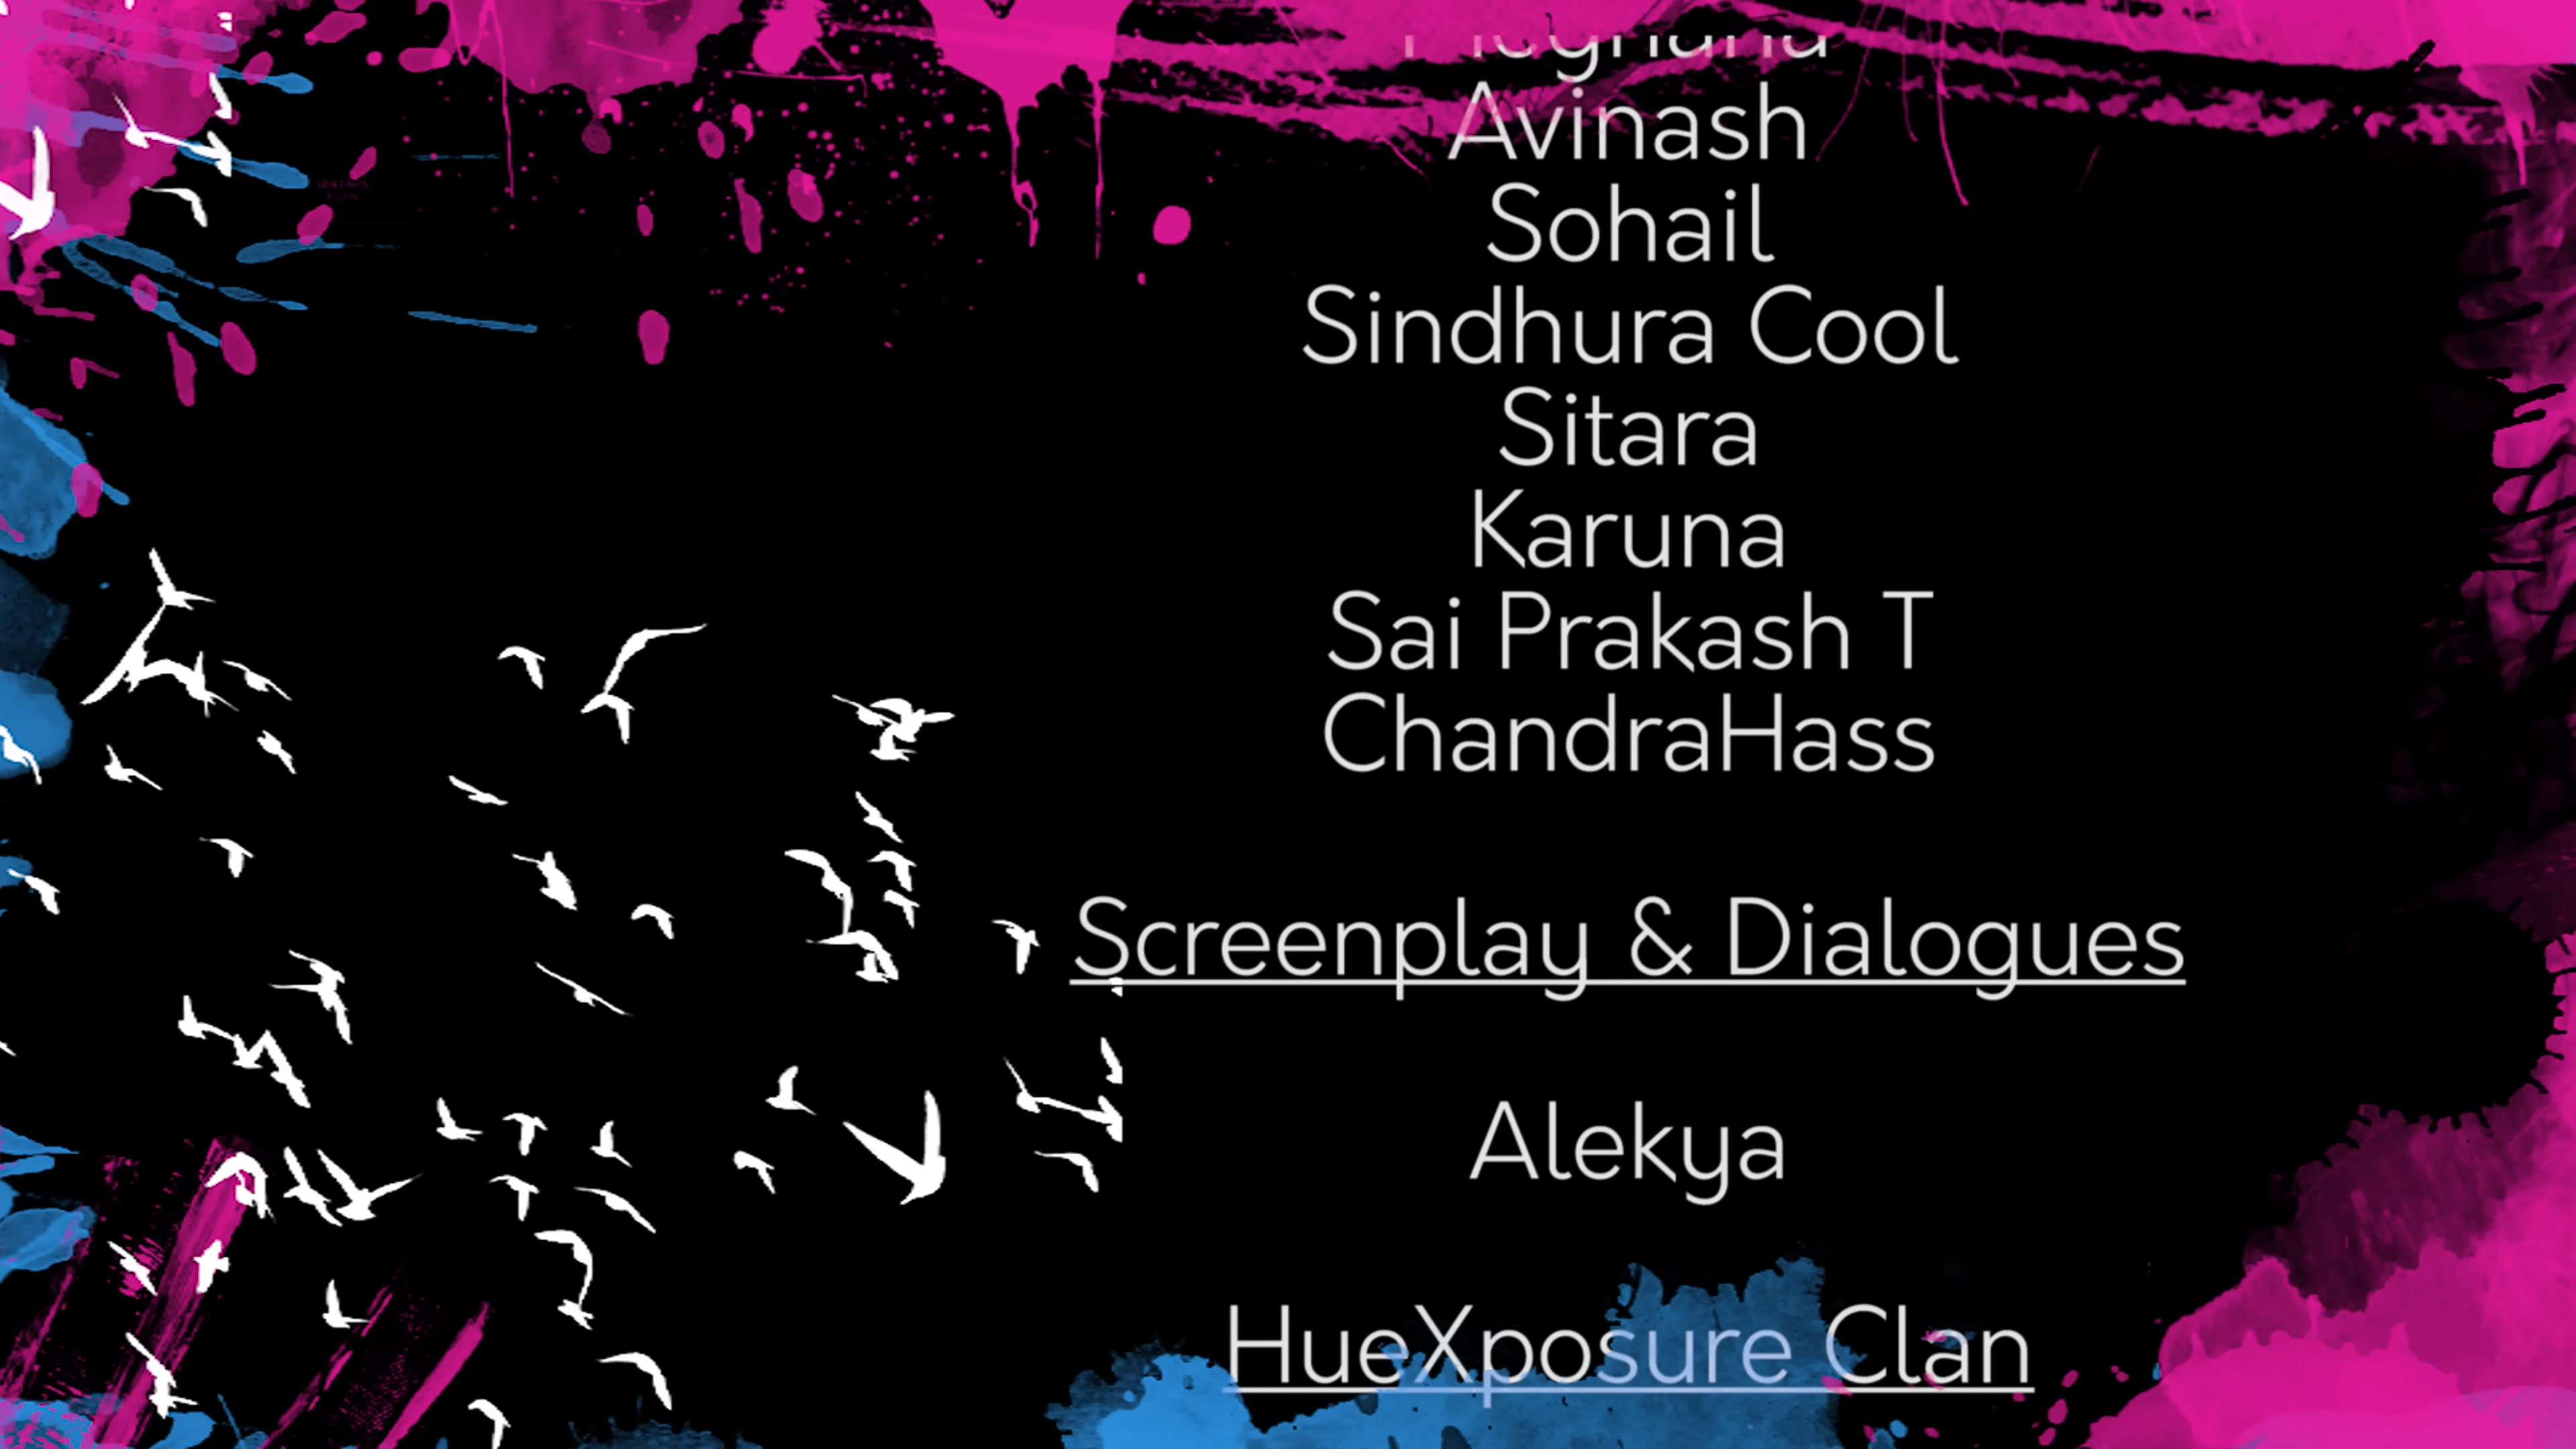 Avinash
Sohail
Sindhura Cool
Sitara
Karuna
Sai Prakash T
ChandraHass
Screenplay & Dialogues
Alekya
HueXposure Clan